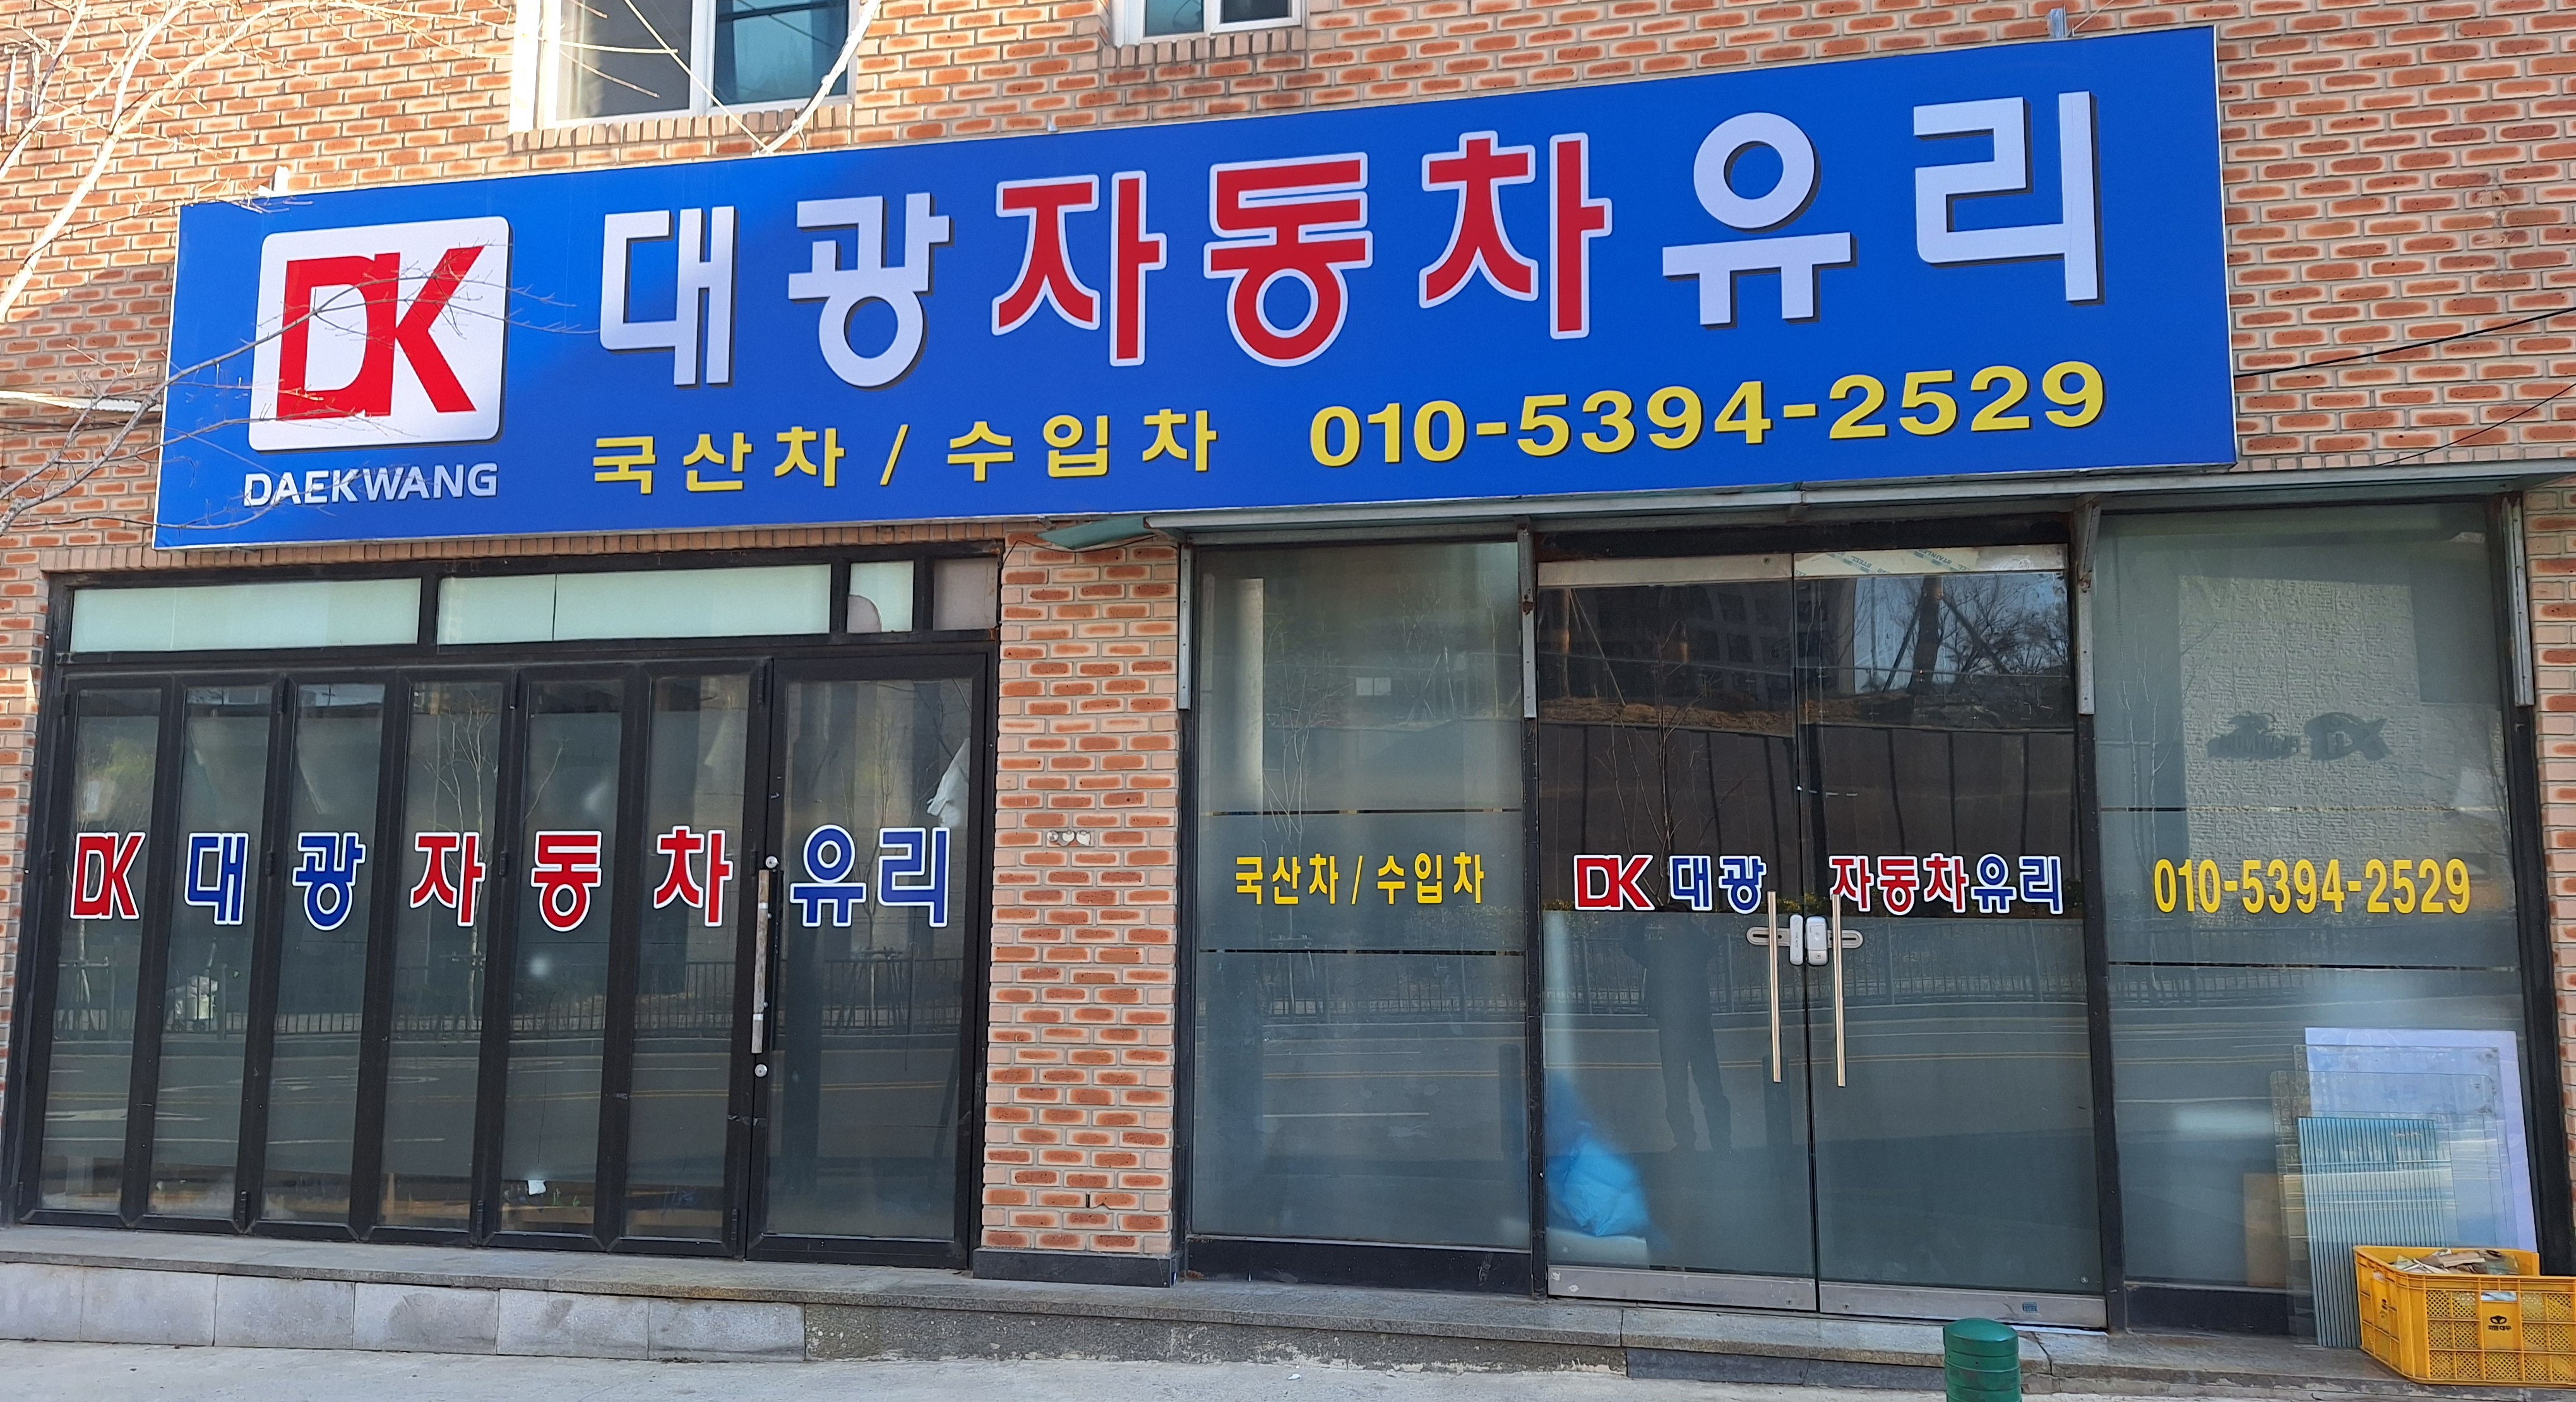 DK 대광자동차유리
DAEKWANG
국산차 / 수입차 010-5394-2529
DK 대광자동차유리
국산차 / 수입차
DK 대광 자동차유리
010-5394-2529